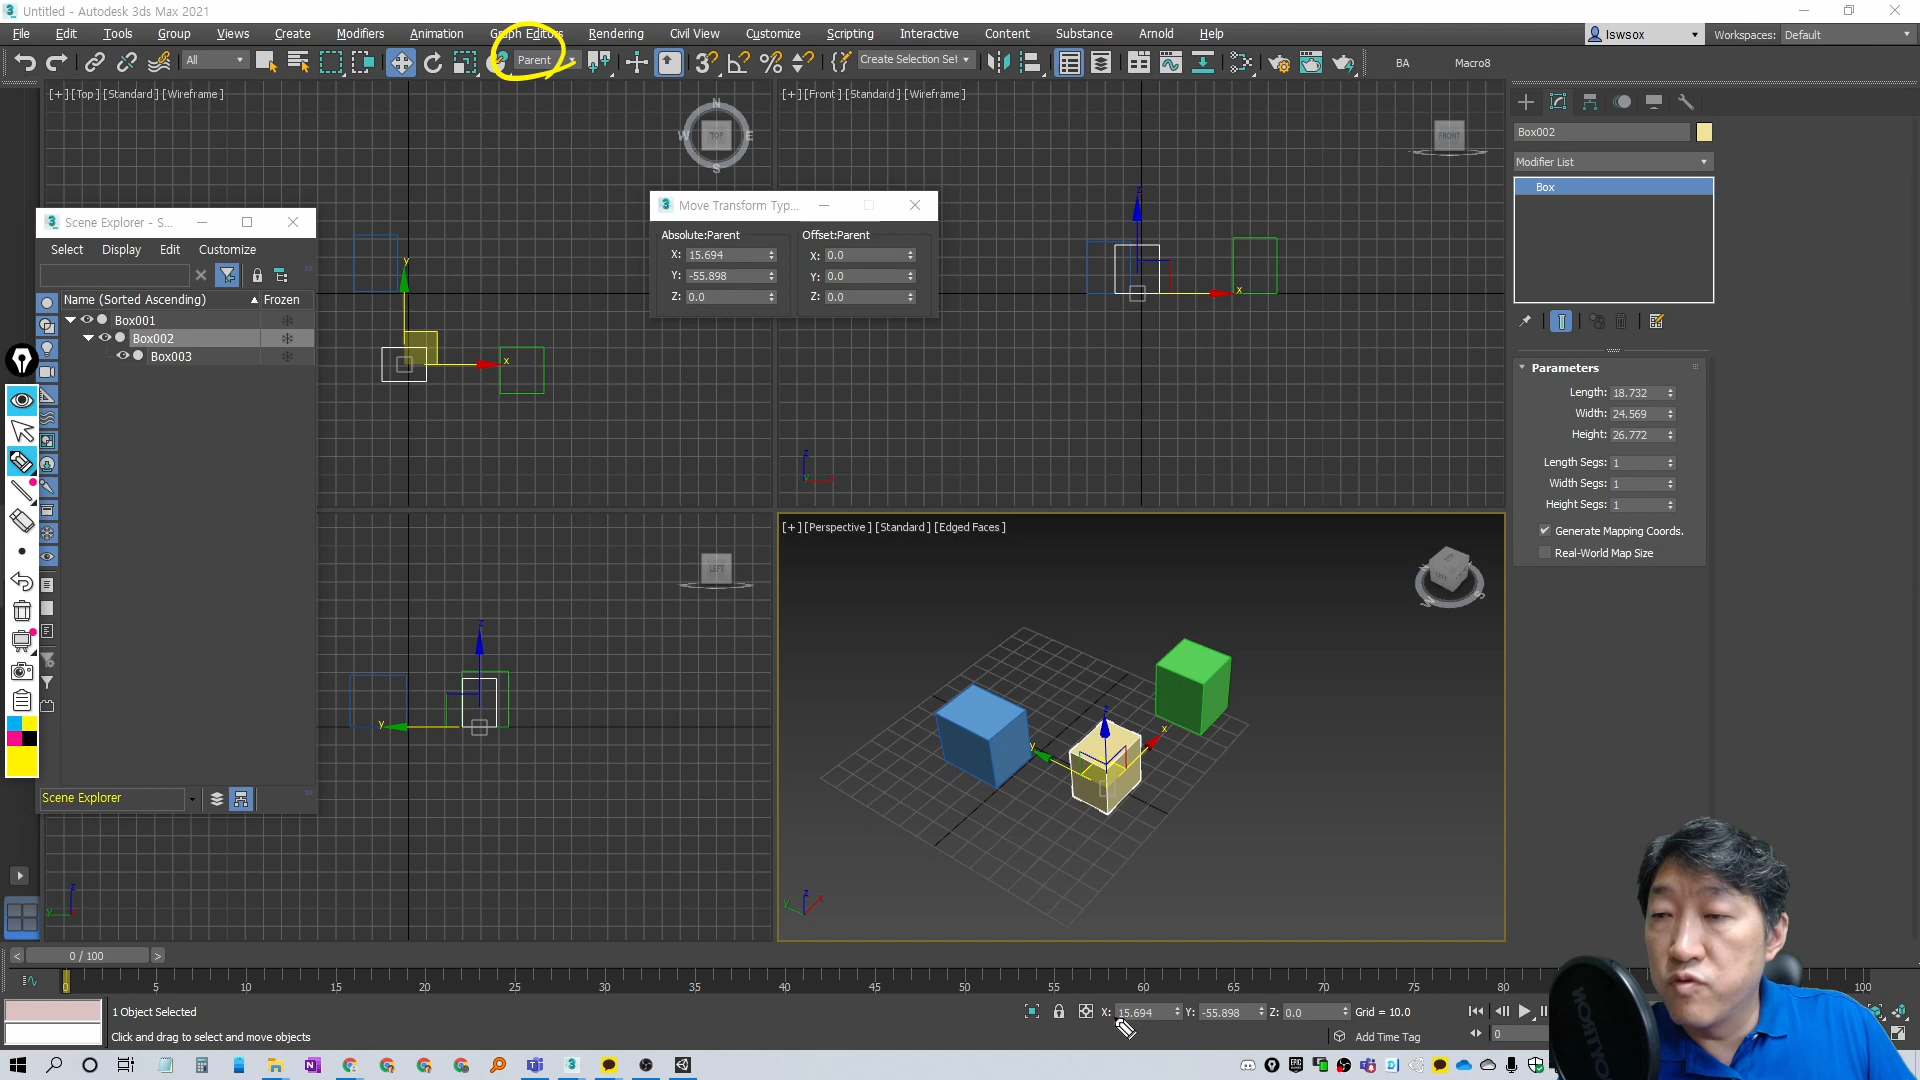 Untitled - Autodesk 3ds Max 2021
File Edit Tools Group Views Create Modifiers Animation Graph Editors Rendering Civil View Customize Scripting Interactive Content Substance Arnold Help
lswsox Workspaces: Default
All Parent Create Selection Set BA Macro8
[+] [Top] [Standard] [Wireframe]
N
W TOP E
S
[+] [Front] [Standard] [Wireframe]
FRONT
Box002
Modifier List
Box
Scene Explorer - S...
Select Display Edit Customize
Name (Sorted Ascending) Frozen
Box001
Box002
Box003
Scene Explorer
Move Transform Typ...
Absolute:Parent Offset:Parent
X: 15.694 X: 0.0
Y: -55.898 Y: 0.0
Z: 0.0 Z: 0.0
y
x
z
x
z
y
Parameters
Length: 18.732
Width: 24.569
Height: 26.772
Length Segs: 1
Width Segs: 1
Height Segs: 1
Generate Mapping Coords.
Real-World Map Size
LEFT
z
y
z
y
[+] [Perspective] [Standard] [Edged Faces]
W S
z
y x
z
y x
0 / 100
0 5 10 15 20 25 30 35 40 45 50 55 60 65 70 75 80 100
1 Object Selected
X: 15.694 Y: -55.898 Z: 0.0 Grid = 10.0
Click and drag to select and move objects
Add Time Tag
0
NOVATION